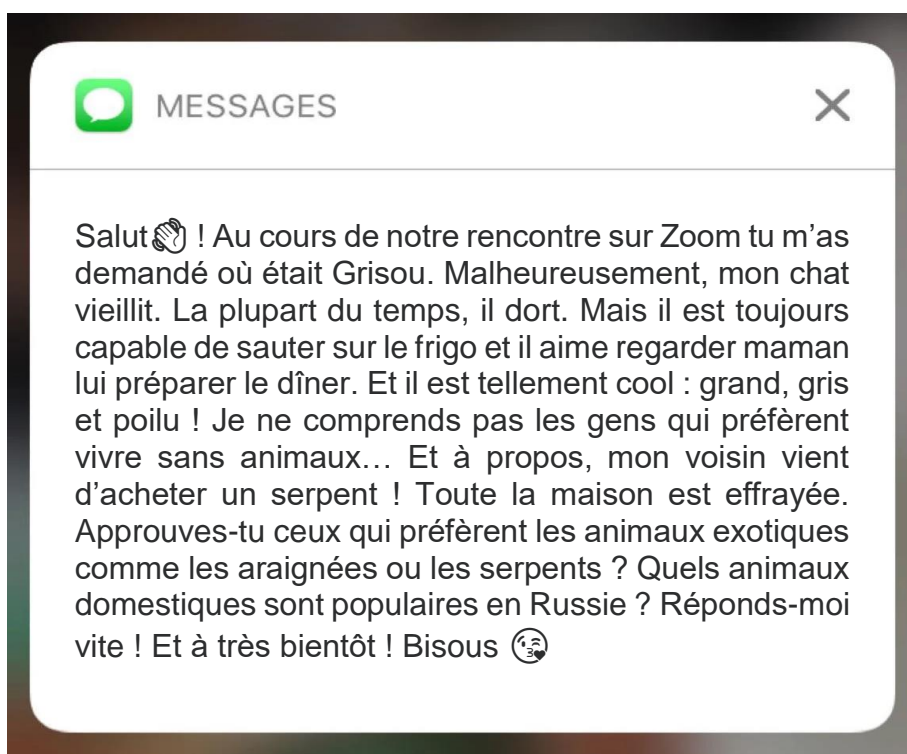 MESSAGES
Salut👏 ! Au cours de notre rencontre sur Zoom tu m’as
demandé où était Grisou. Malheureusement, mon chat
vieillit. La plupart du temps, il dort. Mais il est toujours
capable de sauter sur le frigo et il aime regarder maman
lui préparer le dîner. Et il est tellement cool : grand, gris
et poilu ! Je ne comprends pas les gens qui préfèrent
vivre sans animaux… Et à propos, mon voisin vient
d’acheter un serpent ! Toute la maison est effrayée.
Approuves-tu ceux qui préfèrent les animaux exotiques
comme les araignées ou les serpents ? Quels animaux
domestiques sont populaires en Russie ? Réponds-moi
vite ! Et à très bientôt ! Bisous 😘